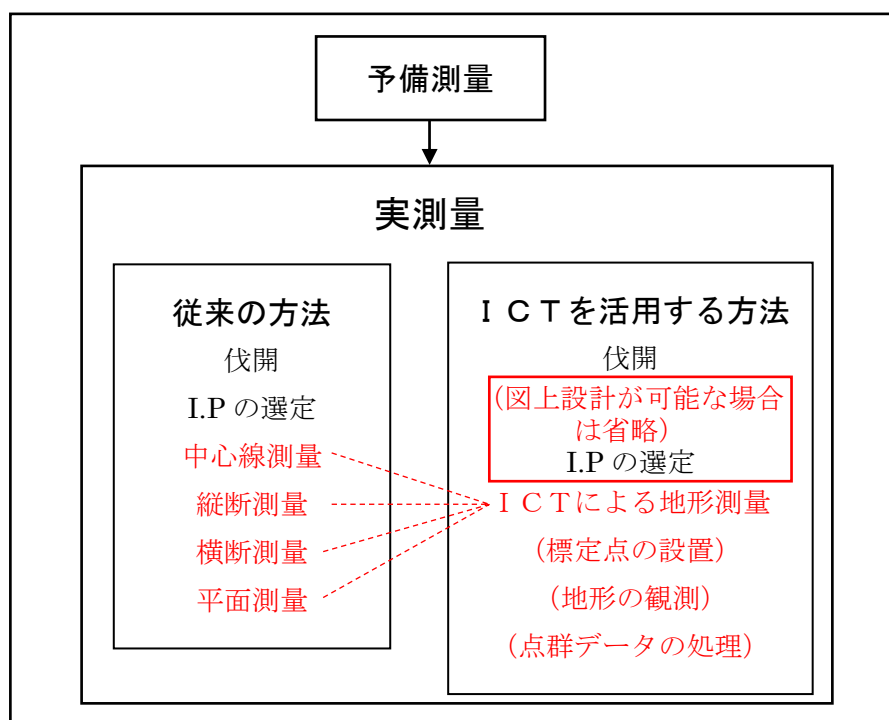 予備測量
実測量
従来の方法
伐開
I.P の選定
中心線測量
縦断測量
横断測量
平面測量
ＩＣＴを活用する方法
伐開
(図上設計が可能な場合
は省略)
I.P の選定
ＩＣＴによる地形測量
(標定点の設置)
(地形の観測)
(点群データの処理)